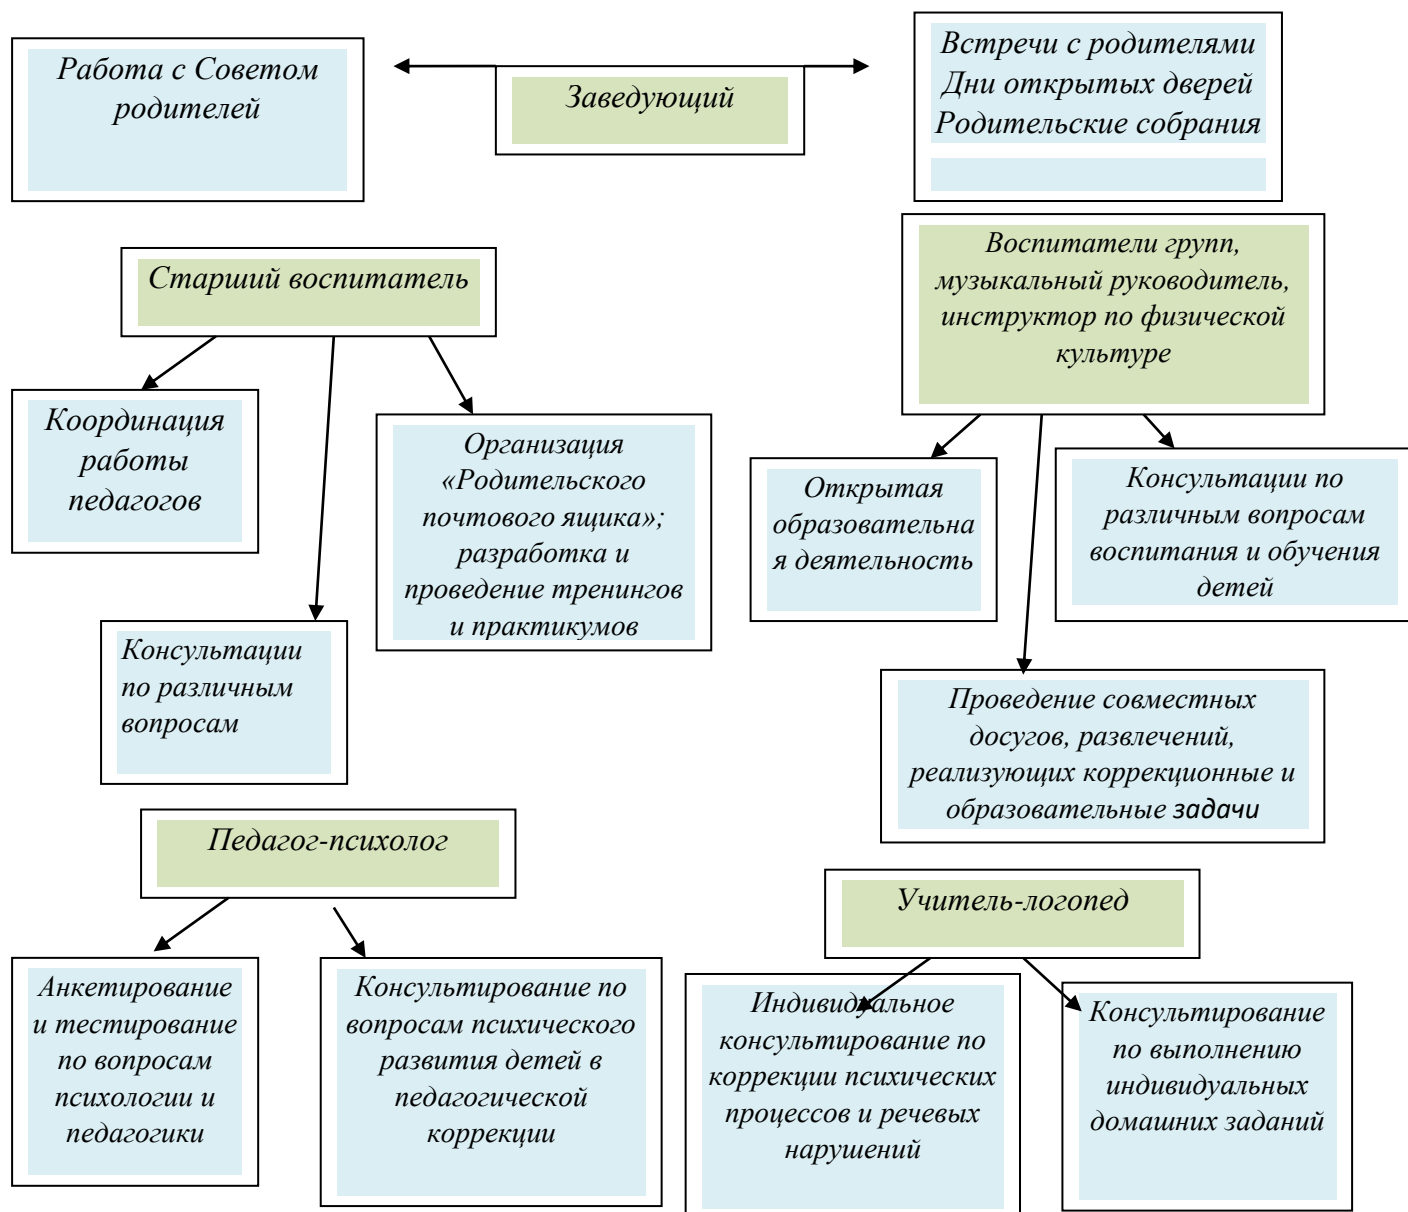 Работа с Советом
родителей
Заведующий
Встречи с родителями
Дни открытых дверей
Родительские собрания
Старший воспитатель
Воспитатели групп,
музыкальный руководитель,
инструктор по физической
культуре
Координация
работы
педагогов
Организация
«Родительского
почтового ящика»;
разработка и
проведение тренингов
и практикумов
Консультации
по различным
вопросам
Открытая
образовательна
я деятельность
Консультации по
различным вопросам
воспитания и обучения
детей
Проведение совместных
досугов, развлечений,
реализующих коррекционные и
образовательные задачи
Педагог-психолог
Учитель-логопед
Анкетирование
и тестирование
по вопросам
психологии и
педагогики
Консультирование по
вопросам психического
развития детей в
педагогической
коррекции
Индивидуальное
консультирование по
коррекции психических
процессов и речевых
нарушений
Консультирование
по выполнению
индивидуальных
домашних заданий